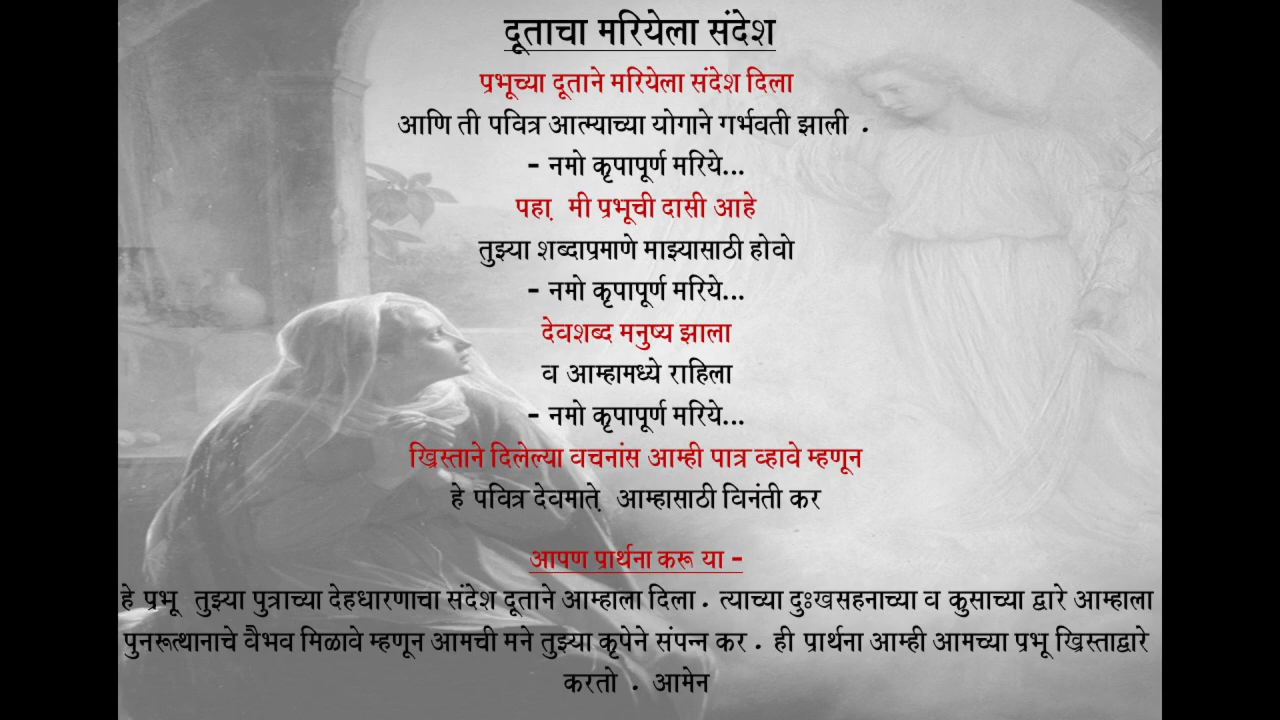 दूताचा मरियेला संदेश
प्रभूच्या दूताने मरियेला संदेश दिला
आणि ती पवित्र आत्म्याच्या योगाने गर्भवती झाली .
- नमो कृपापूर्ण मरिये...
पहा, मी प्रभूची दासी आहे
तुझ्या शब्दाप्रमाणे माझ्यासाठी होवो
- नमो कृपापूर्ण मरिये...
देवशब्द मनुष्य झाला
व आम्हामध्ये राहिला
- नमो कृपापूर्ण मरिये...
ख्रिस्ताने दिलेल्या वचनांस आम्ही पात्र व्हावे म्हणून
हे पवित्र देवमाते, आम्हासाठी विनंती कर
आपण प्रार्थना करू या -
हे प्रभू, तुझ्या पुत्राच्या देहधारणाचा संदेश दूताने आम्हाला दिला . त्याच्या दुःखसहनाच्या व क्रुसाच्या द्वारे आम्हाला
पुनरूत्थानाचे वैभव मिळावे म्हणून आमची मने तुझ्या कृपेने संपन्न कर . ही प्रार्थना आम्ही आमच्या प्रभू ख्रिस्ताद्वारे
करतो . आमेन